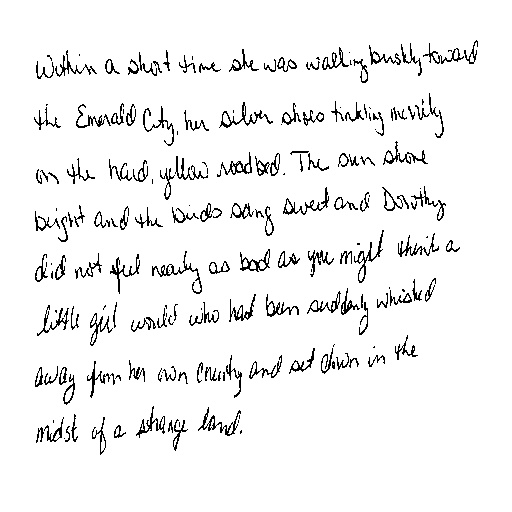 Within a short time she was walking briskly toward
the Emerald City, her silver shoes tinkling merrily
on the hard, yellow roadbed. The sun shone
bright and the birds sang sweet and Dorothy
did not feel nearly as bad as you might think a
little girl would who had been suddenly whisked
away from her own country and set down in the
midst of a strange land.